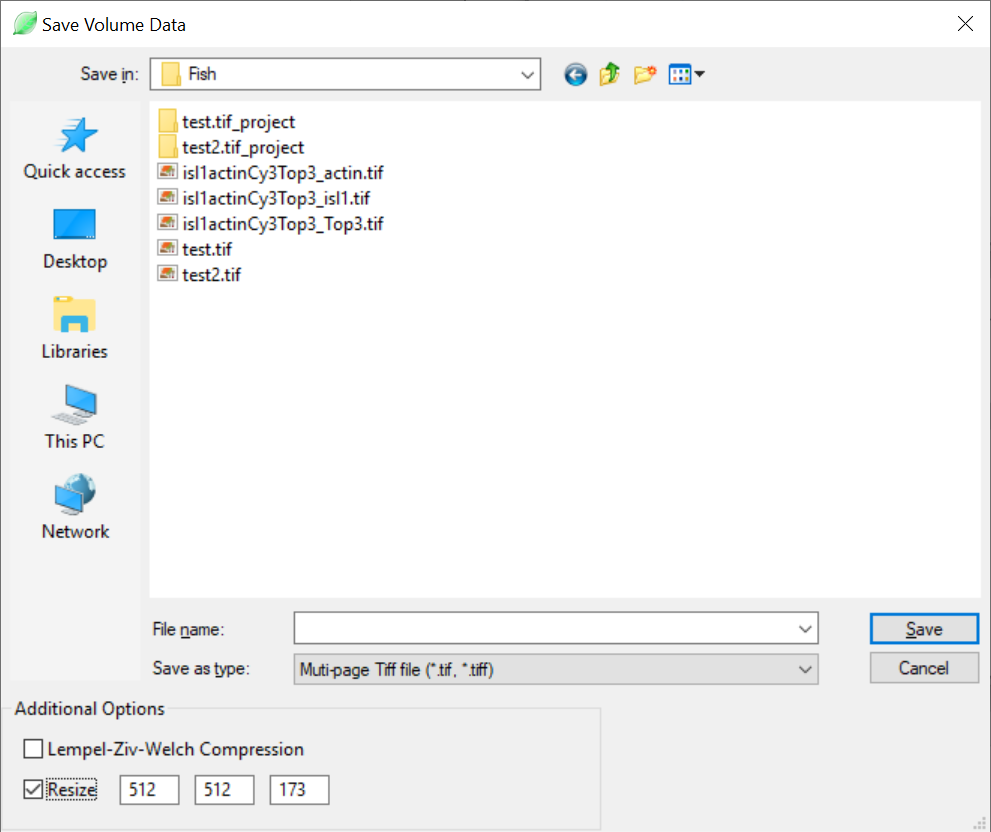 Save Volume Data
Save in: Fish
Quick access
Desktop
Libraries
This PC
Network
test.tif_project
test2.tif_project
isl1actinCy3Top3_actin.tif
isl1actinCy3Top3_isl1.tif
isl1actinCy3Top3_Top3.tif
test.tif
test2.tif
File name:
Save
Save as type: Muti-page Tiff file (*.tif, *.tiff)
Cancel
Additional Options
Lempel-Ziv-Welch Compression
Resize 512 512 173